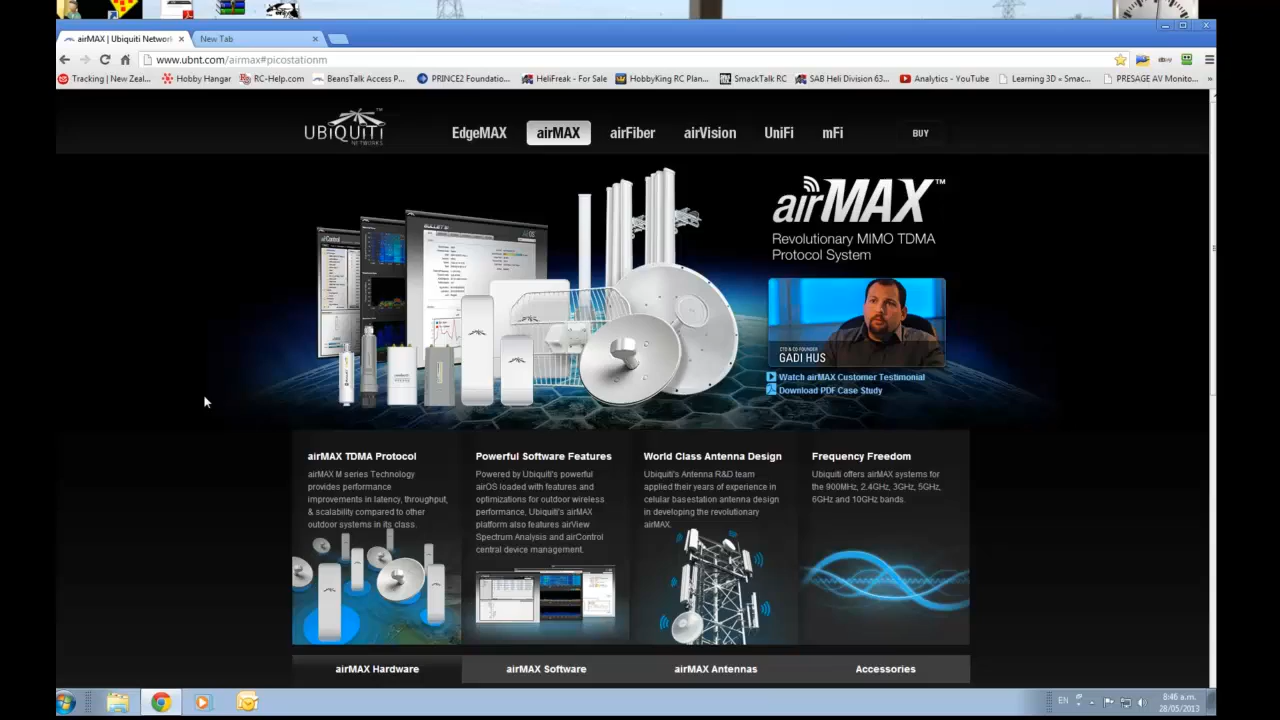 airMAX | Ubiquiti Network
New Tab
www.ubnt.com/airmax#picostationm
Tracking | New Zeal...
Hobby Hangar
RC-Help.com
BeansTalk Access P...
PRINCE2 Foundatio...
HeliFreak - For Sale
HobbyKing RC Plan...
SmackTalk RC
SAB Heli Division 63...
Analytics - YouTube
Learning 3D « Smac...
PRESAGE AV Monito...
UBIQUITI
NETWORKS
EdgeMAX
airMAX
airFiber
airVision
UniFi
mFi
BUY
airMAX™
Revolutionary MIMO TDMA
Protocol System
CTO & CO FOUNDER
GADI HUS
Watch airMAX Customer Testimonial
Download PDF Case Study
airMAX TDMA Protocol
airMAX M series Technology
provides performance
improvements in latency, throughput,
& scalability compared to other
outdoor systems in its class.
Powerful Software Features
Powered by Ubiquiti's powerful
airOS loaded with features and
optimizations for outdoor wireless
performance, Ubiquiti's airMAX
platform also features airView
Spectrum Analysis and airControl
central device management.
World Class Antenna Design
Ubiquiti's Antenna R&D team
applied their years of experience in
celular basestation antenna design
in developing the revolutionary
airMAX.
Frequency Freedom
Ubiquiti offers airMAX systems for
the 900MHz, 2.4GHz, 3GHz, 5GHz,
6GHz and 10GHz bands.
airMAX Hardware
airMAX Software
airMAX Antennas
Accessories
EN
8:46 a.m.
28/05/2013